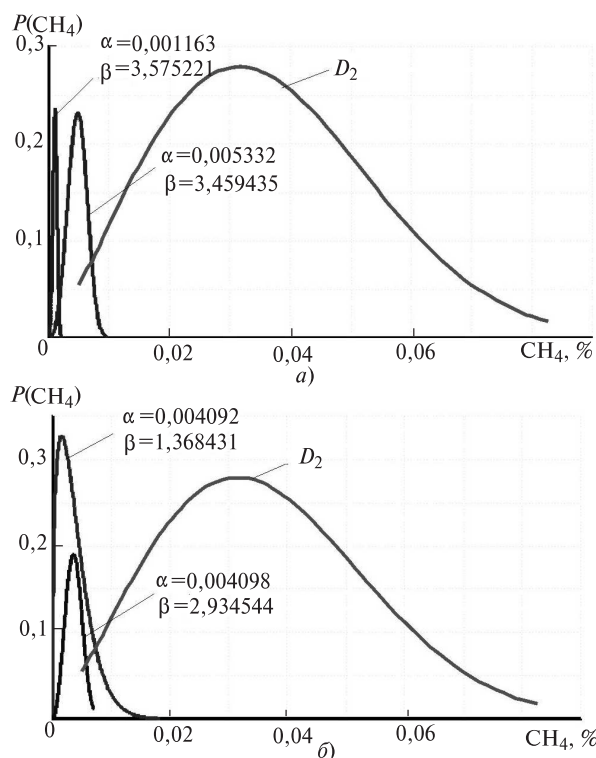 P(CH₄)
0,3
α=0,001163
β=3,575221
D₂
0,2
α=0,005332
β=3,459435
0,1
0
0,02
0,04
0,06
CH₄, %
а)
P(CH₄)
α=0,004092
β=1,368431
0,3
D₂
0,2
α=0,004098
β=2,934544
0,1
0
0,02
0,04
0,06
CH₄, %
б)